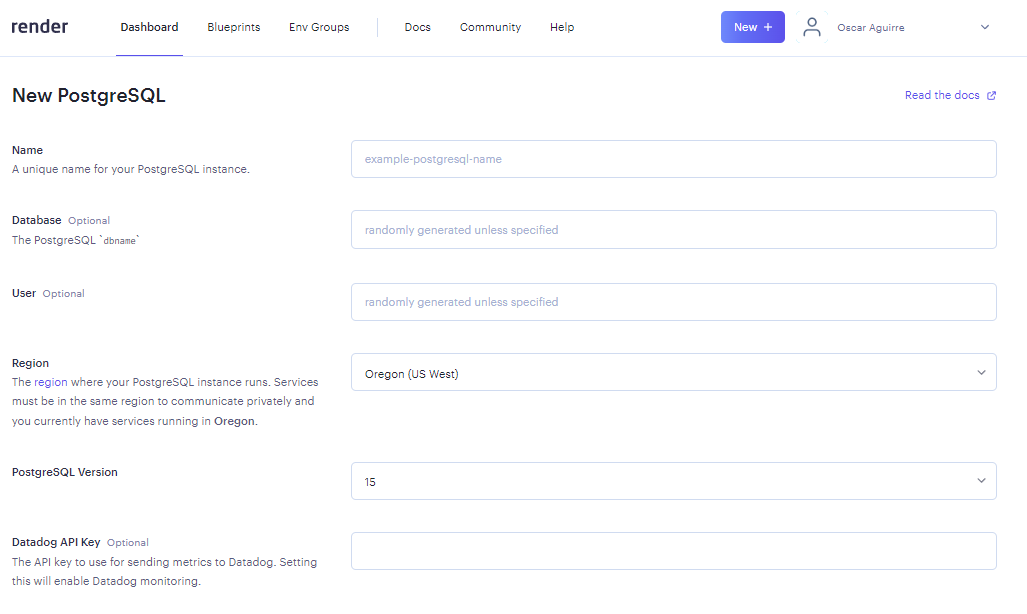 render Dashboard Blueprints Env Groups Docs Community Help New + Oscar Aguirre
New PostgreSQL Read the docs
Name
A unique name for your PostgreSQL instance.
example-postgresql-name
Database Optional
The PostgreSQL `dbname`
randomly generated unless specified
User Optional
randomly generated unless specified
Region
The region where your PostgreSQL instance runs. Services
must be in the same region to communicate privately and
you currently have services running in Oregon.
Oregon (US West)
PostgreSQL Version
15
Datadog API Key Optional
The API key to use for sending metrics to Datadog. Setting
this will enable Datadog monitoring.